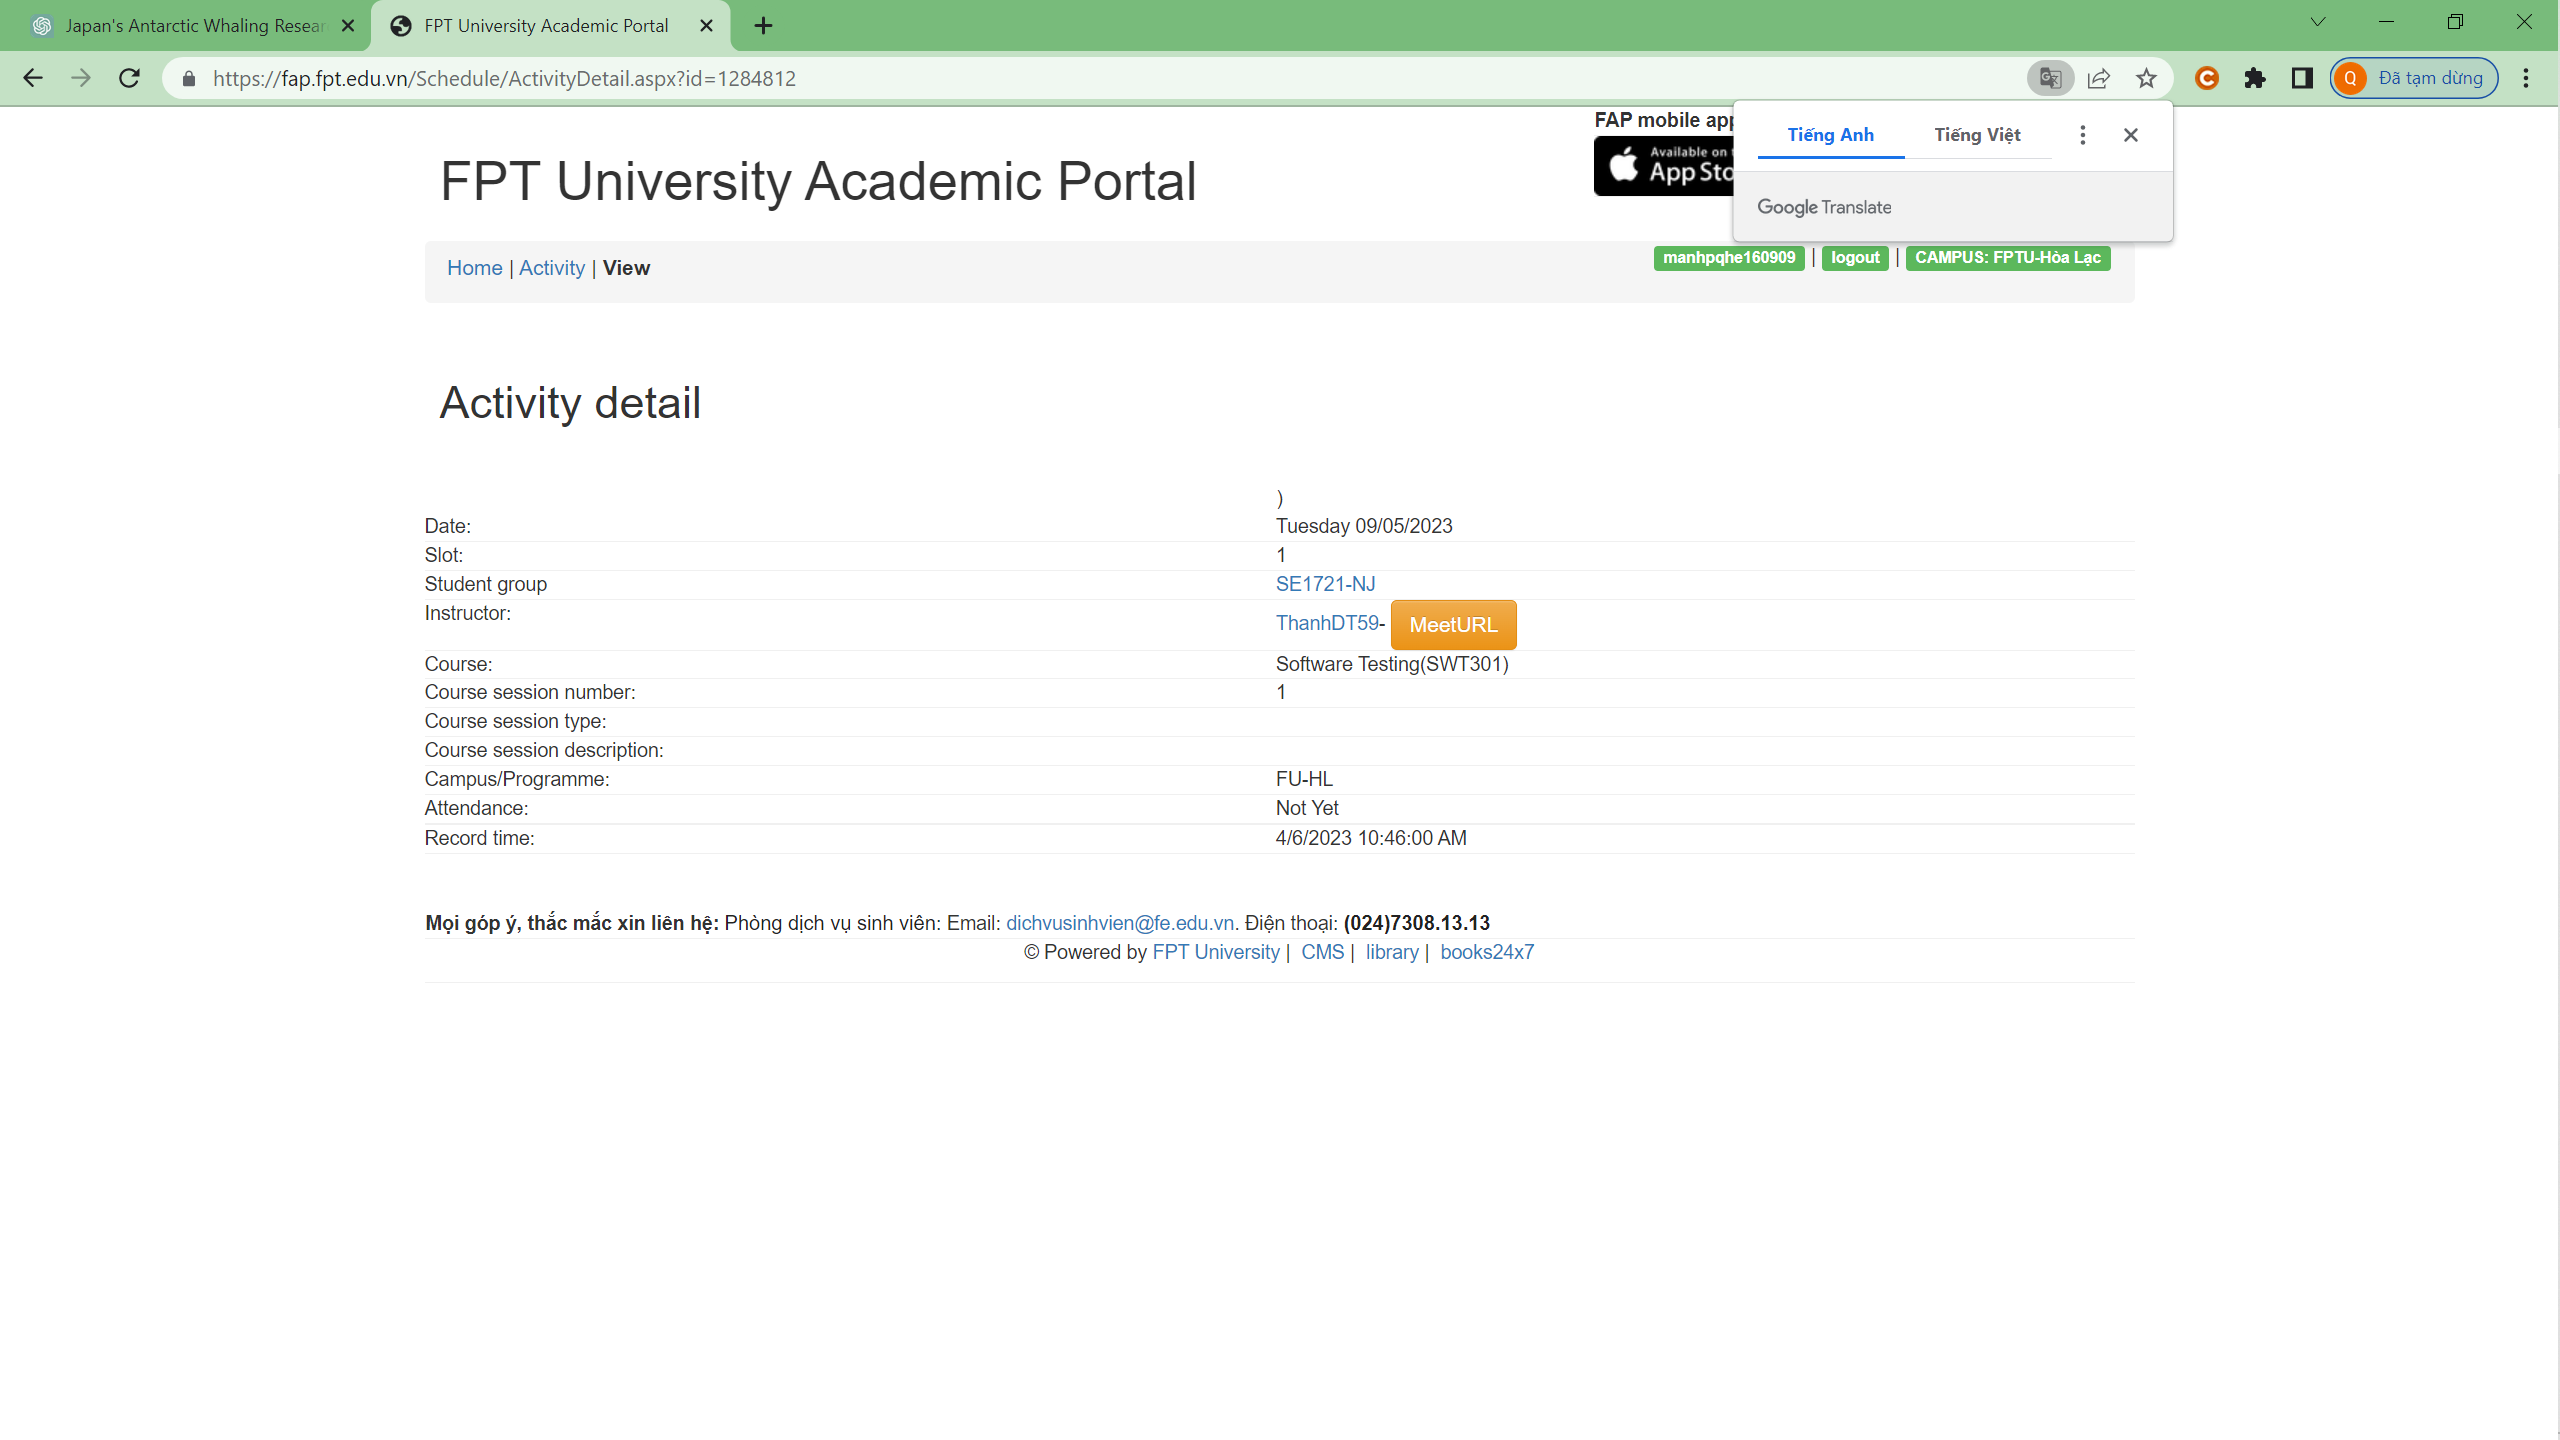 Japan's Antarctic Whaling Resear
FPT University Academic Portal
https://fap.fpt.edu.vn/Schedule/ActivityDetail.aspx?id=1284812
Q Đã tạm dừng
Tiếng Anh Tiếng Việt
Google Translate
FAP mobile app
Available on
App Sto
FPT University Academic Portal
Home | Activity | View
manhpqhe160909 | logout | CAMPUS: FPTU-Hòa Lạc
Activity detail
)
Date: Tuesday 09/05/2023
Slot: 1
Student group SE1721-NJ
Instructor: ThanhDT59- MeetURL
Course: Software Testing(SWT301)
Course session number: 1
Course session type:
Course session description:
Campus/Programme: FU-HL
Attendance: Not Yet
Record time: 4/6/2023 10:46:00 AM
Mọi góp ý, thắc mắc xin liên hệ: Phòng dịch vụ sinh viên: Email: dichvusinhvien@fe.edu.vn. Điện thoại: (024)7308.13.13
© Powered by FPT University | CMS | library | books24x7